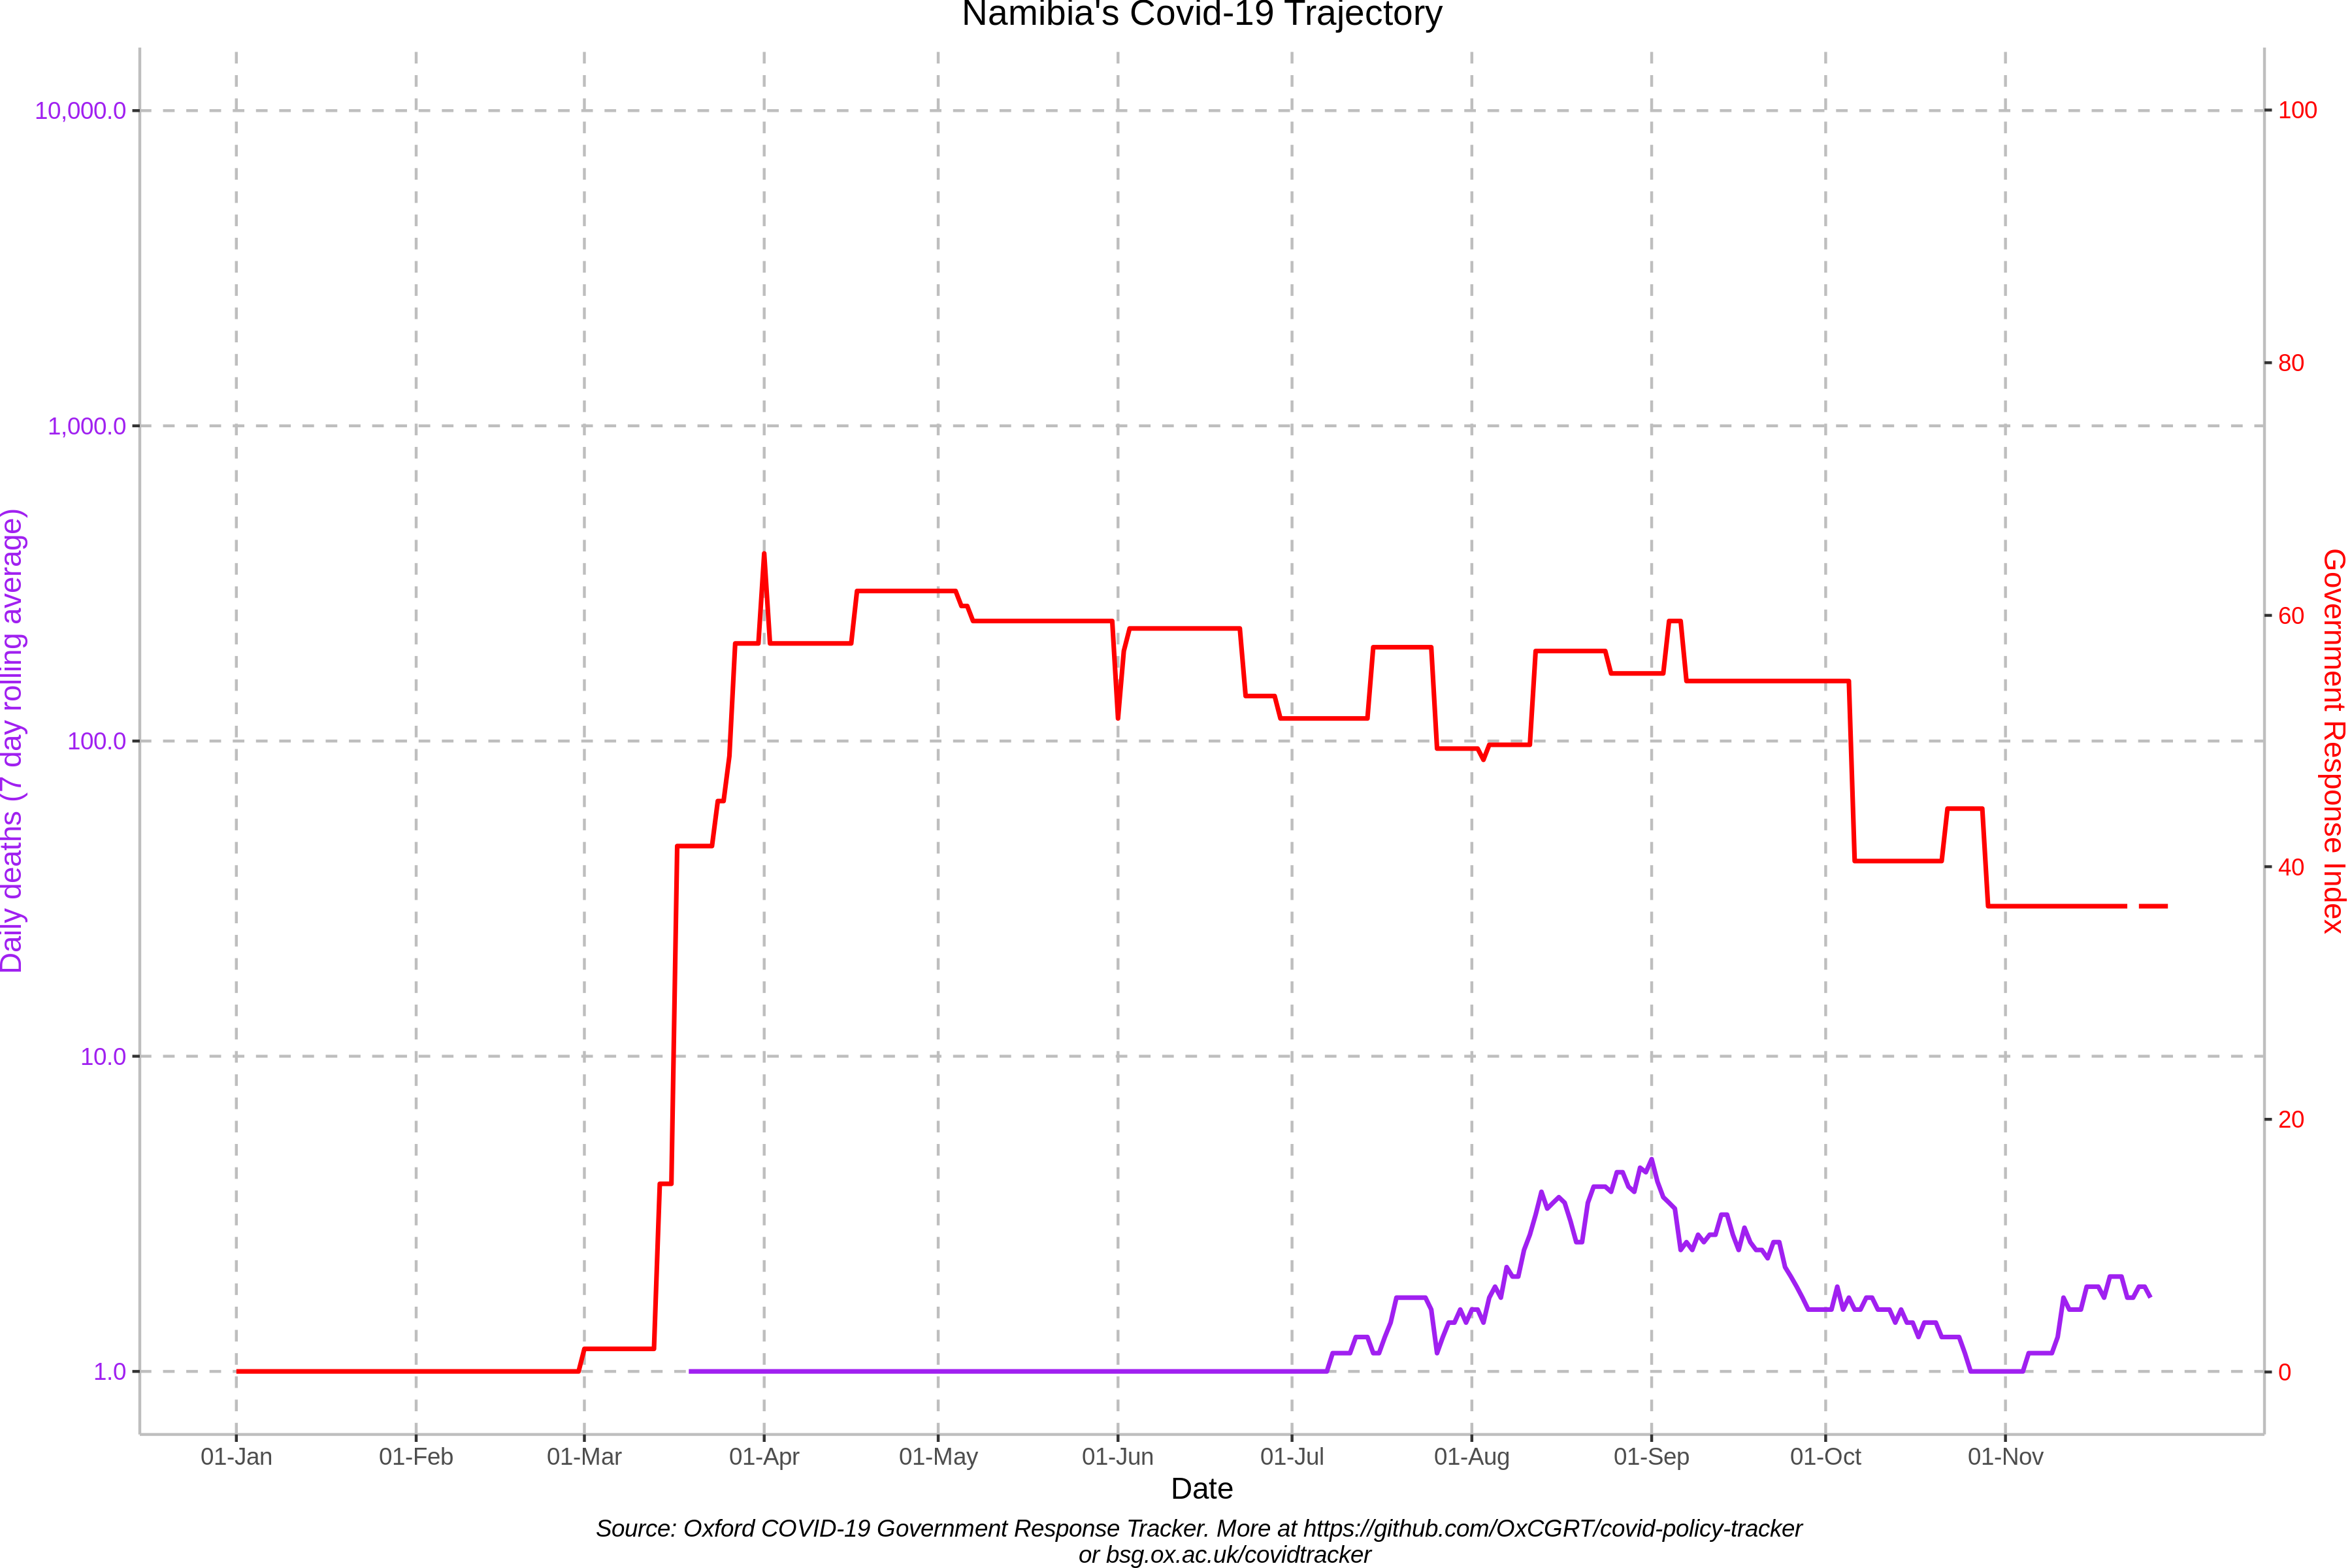 Namibia's Covid-19 Trajectory
10,000.0
1,000.0
100.0
10.0
1.0
Daily deaths (7 day rolling average)
100
80
60
40
20
0
Government Response Index
01-Jan 01-Feb 01-Mar 01-Apr 01-May 01-Jun 01-Jul 01-Aug 01-Sep 01-Oct 01-Nov
Date
Source: Oxford COVID-19 Government Response Tracker. More at https://github.com/OxCGRT/covid-policy-tracker
or bsg.ox.ac.uk/covidtracker